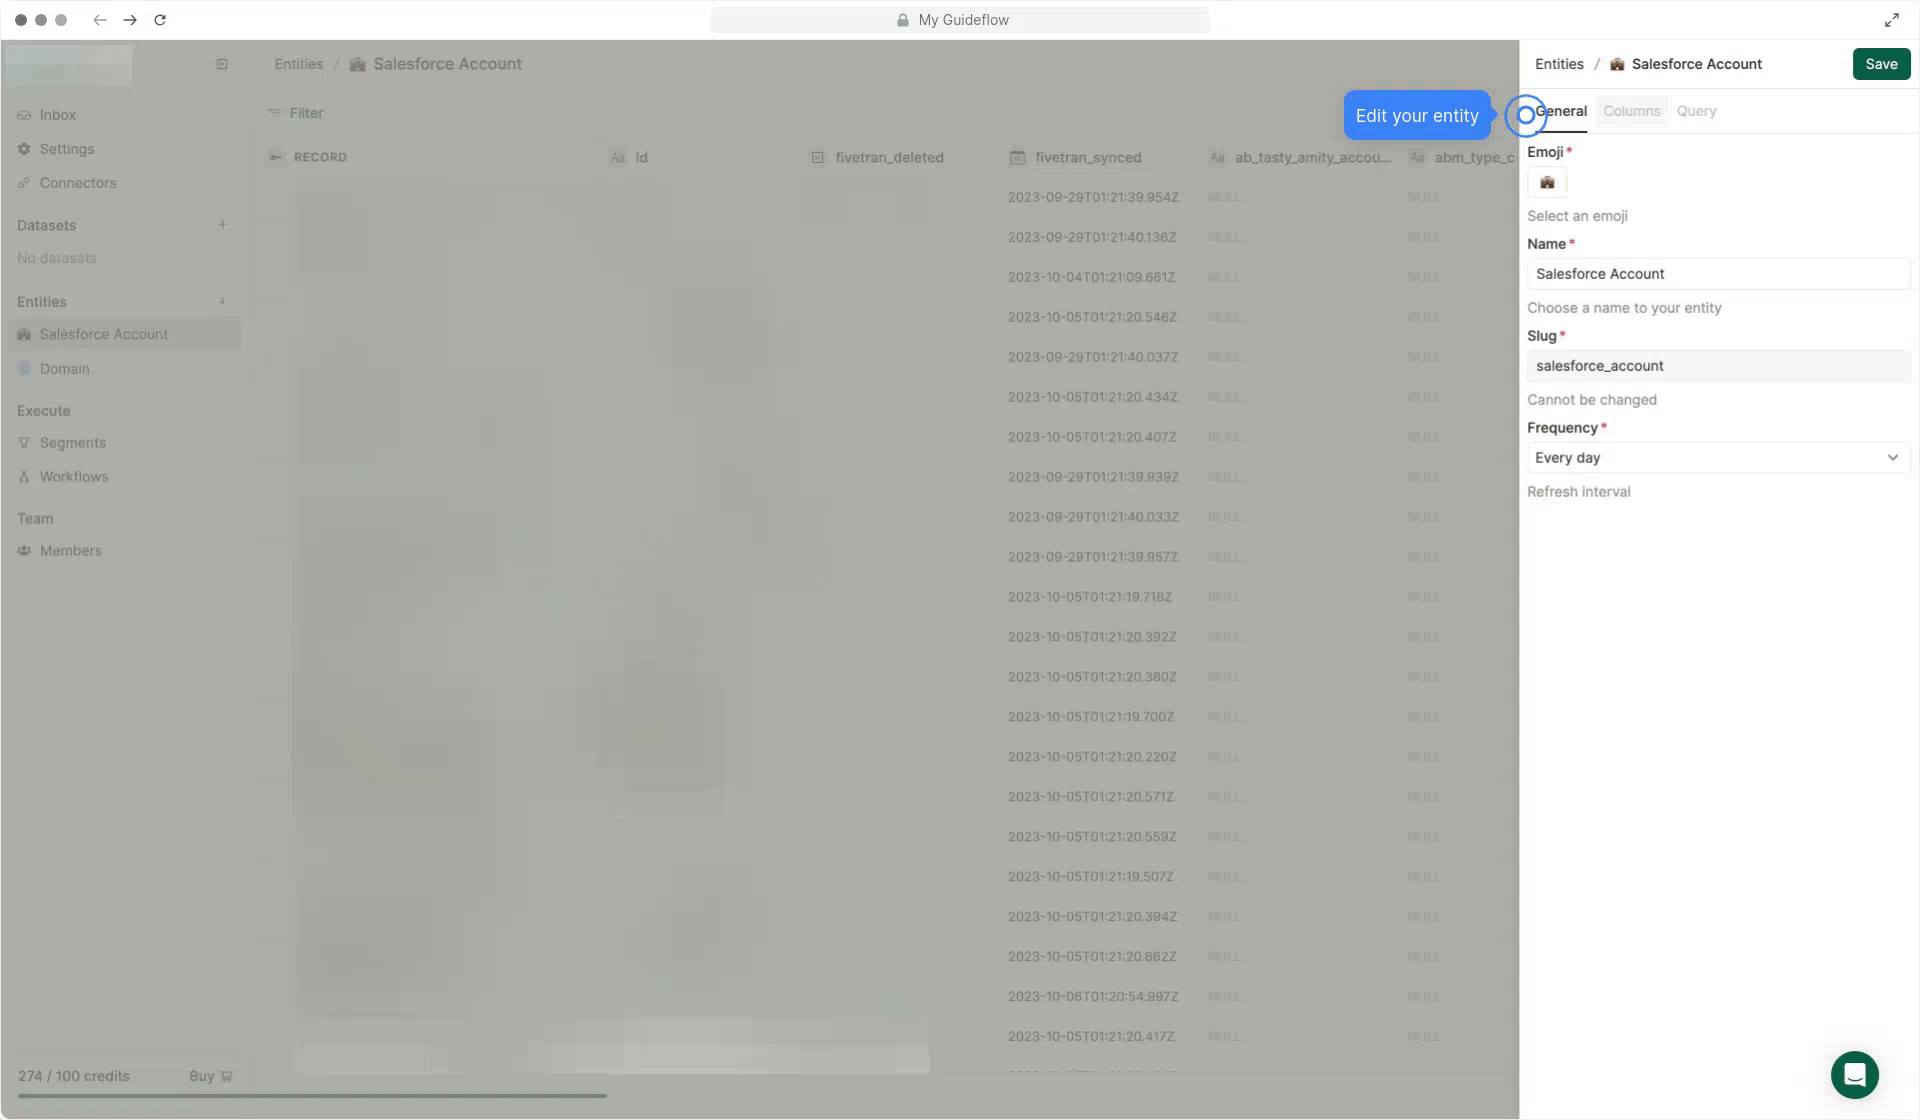 My Guideflow
Entities / Salesforce Account
Entities / Salesforce Account
Save
Inbox
Settings
Connectors
Datasets
No datasets
Entities
Salesforce Account
Domain
Execute
Segments
Workflows
Team
Members
274 / 100 credits
Buy
Filter
RECORD
id
fivetran_deleted
fivetran_synced
ab_tasty_amity_accou...
abm_type_c
2023-09-29T01:21:39.954Z NULL NULL
2023-09-29T01:21:40.136Z NULL NULL
2023-10-04T01:21:09.661Z NULL NULL
2023-10-05T01:21:20.546Z NULL NULL
2023-09-29T01:21:40.037Z NULL NULL
2023-10-05T01:21:20.434Z NULL NULL
2023-10-05T01:21:20.407Z NULL NULL
2023-09-29T01:21:39.939Z NULL NULL
2023-09-29T01:21:40.033Z NULL NULL
2023-09-29T01:21:39.957Z NULL NULL
2023-10-05T01:21:19.718Z NULL NULL
2023-10-05T01:21:20.392Z NULL NULL
2023-10-05T01:21:20.380Z NULL NULL
2023-10-05T01:21:19.700Z NULL NULL
2023-10-05T01:21:20.220Z NULL NULL
2023-10-05T01:21:20.571Z NULL NULL
2023-10-05T01:21:20.559Z NULL NULL
2023-10-05T01:21:19.507Z NULL NULL
2023-10-05T01:21:20.394Z NULL NULL
2023-10-05T01:21:20.662Z NULL NULL
2023-10-06T01:20:54.997Z NULL NULL
2023-10-05T01:21:20.417Z NULL NULL
Edit your entity
General Columns Query
Emoji*
Select an emoji
Name*
Salesforce Account
Choose a name to your entity
Slug*
salesforce_account
Cannot be changed
Frequency*
Every day
Refresh interval